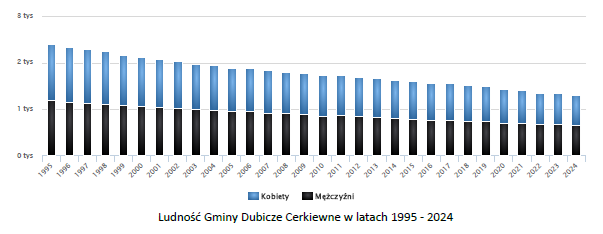 3 tys
2 tys
1 tys
0 tys
1995 1996 1997 1998 1999 2000 2001 2002 2003 2004 2005 2006 2007 2008 2009 2010 2011 2012 2013 2014 2015 2016 2017 2018 2019 2020 2021 2022 2023 2024
Kobiety Mężczyźni
Ludność Gminy Dubicze Cerkiewne w latach 1995 - 2024